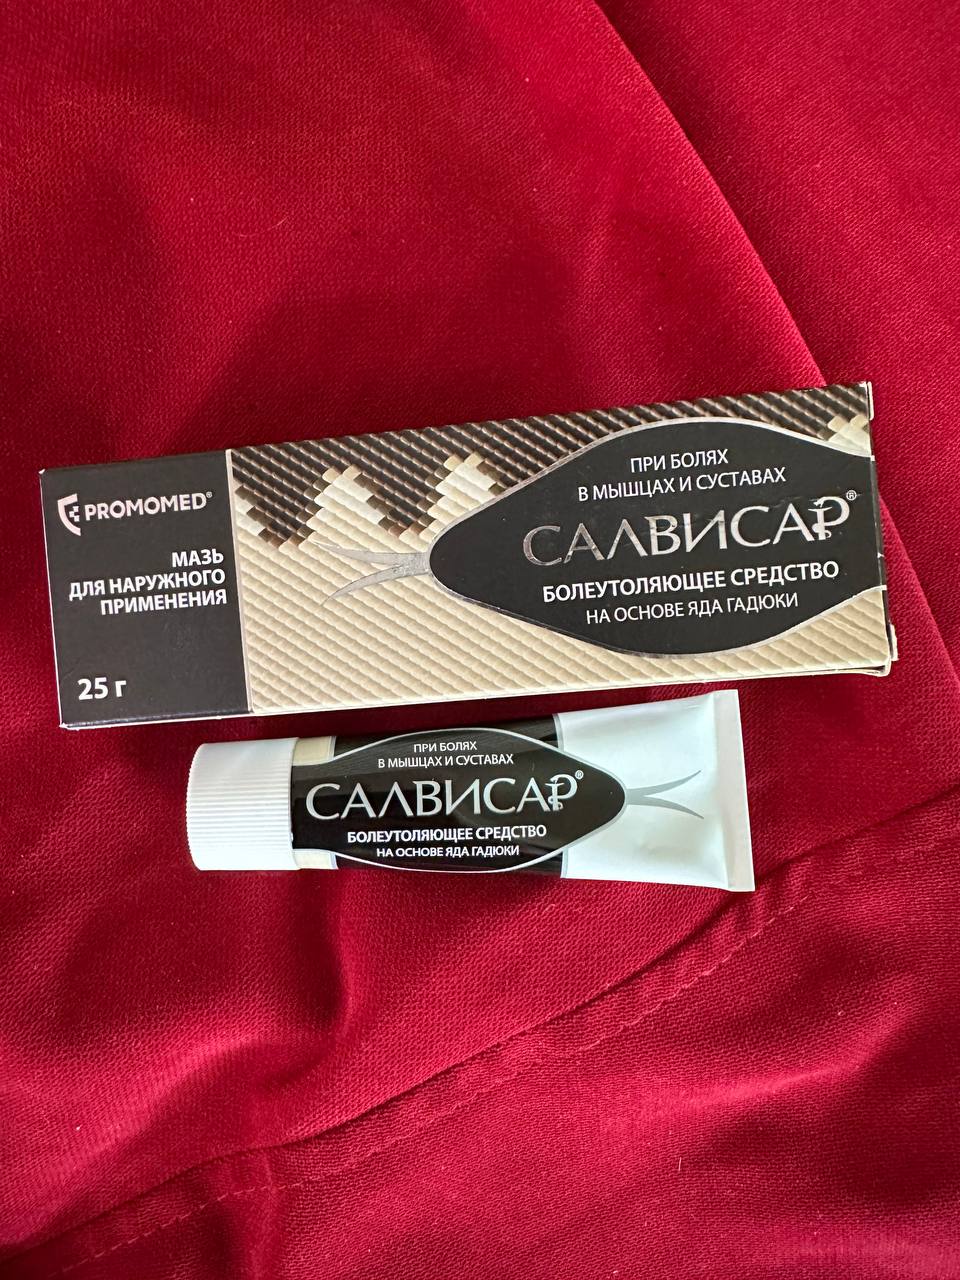 PROMOMED®
МАЗЬ
ДЛЯ НАРУЖНОГО
ПРИМЕНЕНИЯ
25 г
ПРИ БОЛЯХ
В МЫШЦАХ И СУСТАВАХ
САЛВИСАР®
БОЛЕУТОЛЯЮЩЕЕ СРЕДСТВО
НА ОСНОВЕ ЯДА ГАДЮКИ
ПРИ БОЛЯХ
В МЫШЦАХ И СУСТАВАХ
САЛВИСАР®
БОЛЕУТОЛЯЮЩЕЕ СРЕДСТВО
НА ОСНОВЕ ЯДА ГАДЮКИ